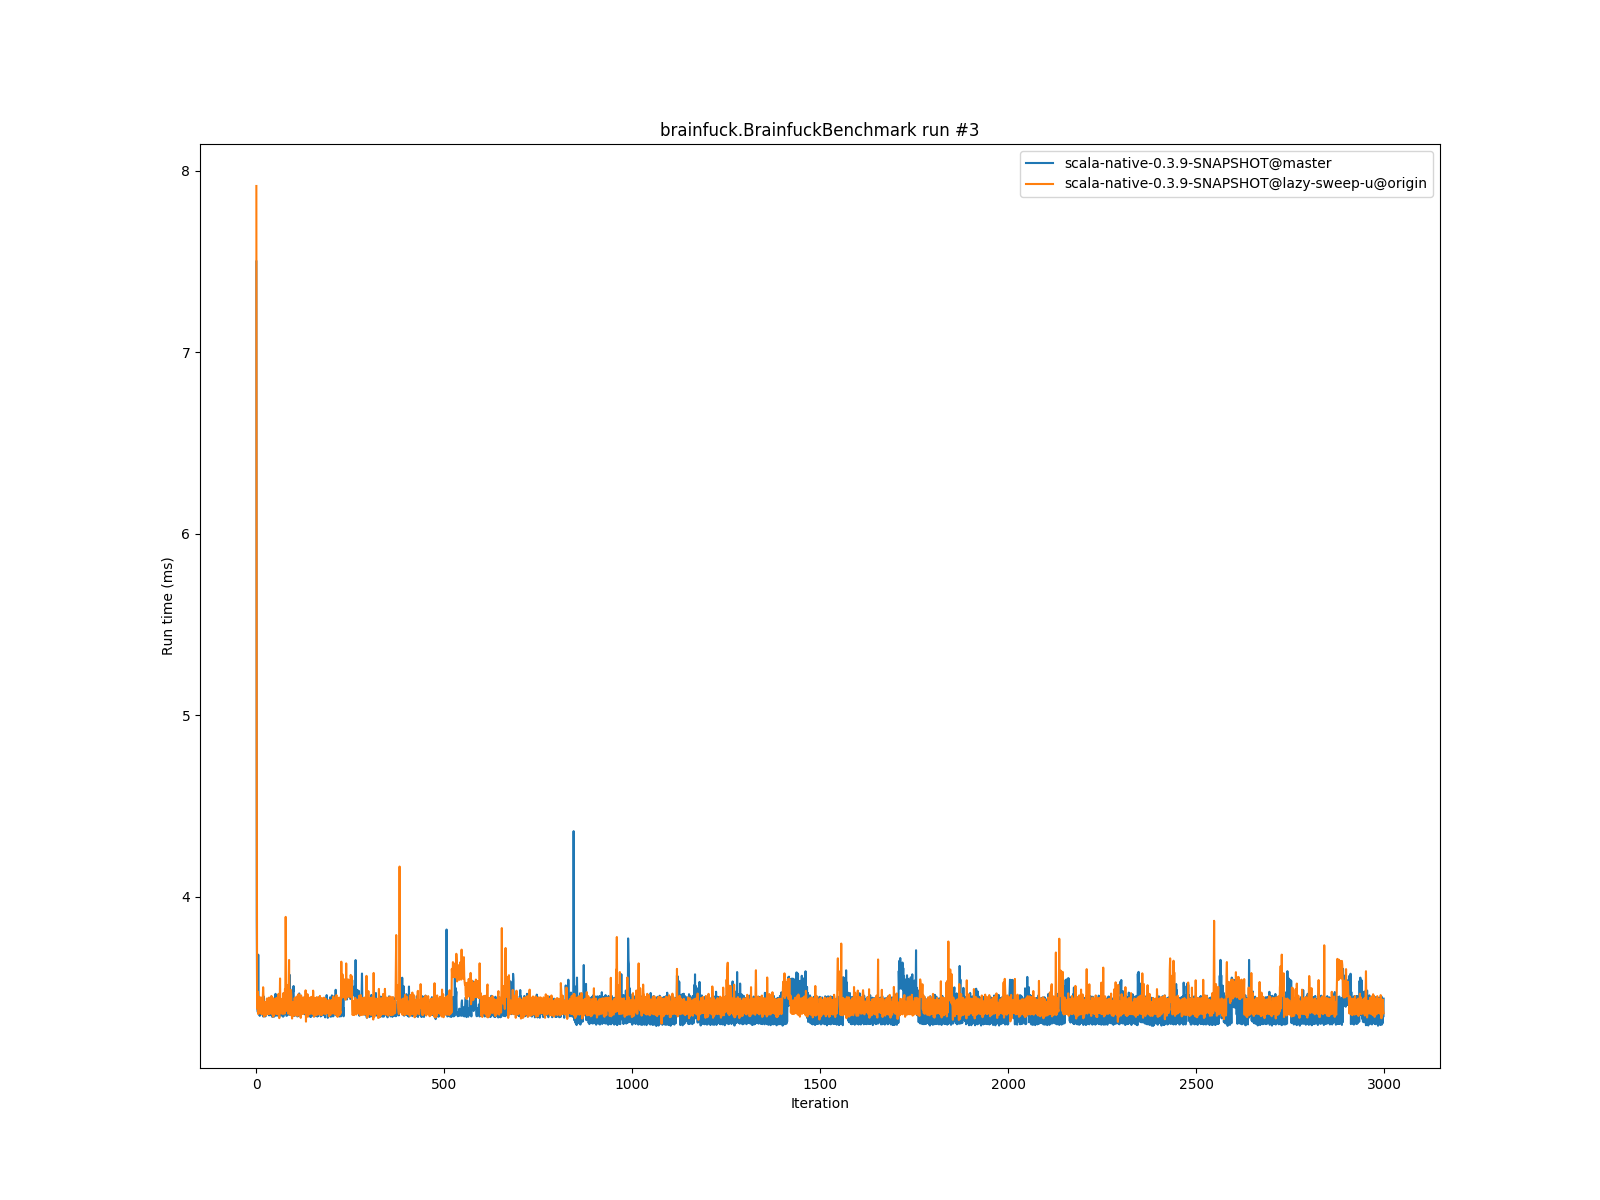 brainfuck.BrainfuckBenchmark run #3
scala-native-0.3.9-SNAPSHOT@master
scala-native-0.3.9-SNAPSHOT@lazy-sweep-u@origin
8
7
6
5
4
Run time (ms)
0
500
1000
1500
2000
2500
3000
Iteration